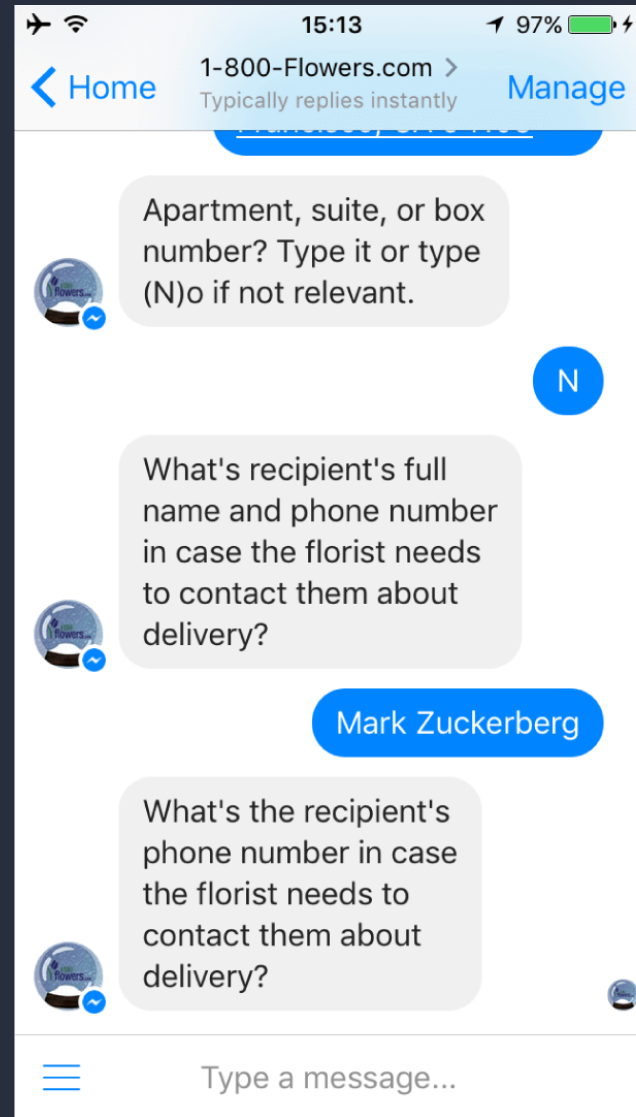 15:13
97%
Home
1-800-Flowers.com
Typically replies instantly
Manage
Francisco, CA 94103
Apartment, suite, or box
number? Type it or type
(N)o if not relevant.
N
What's recipient's full
name and phone number
in case the florist needs
to contact them about
delivery?
Mark Zuckerberg
What's the recipient's
phone number in case
the florist needs to
contact them about
delivery?
Type a message...